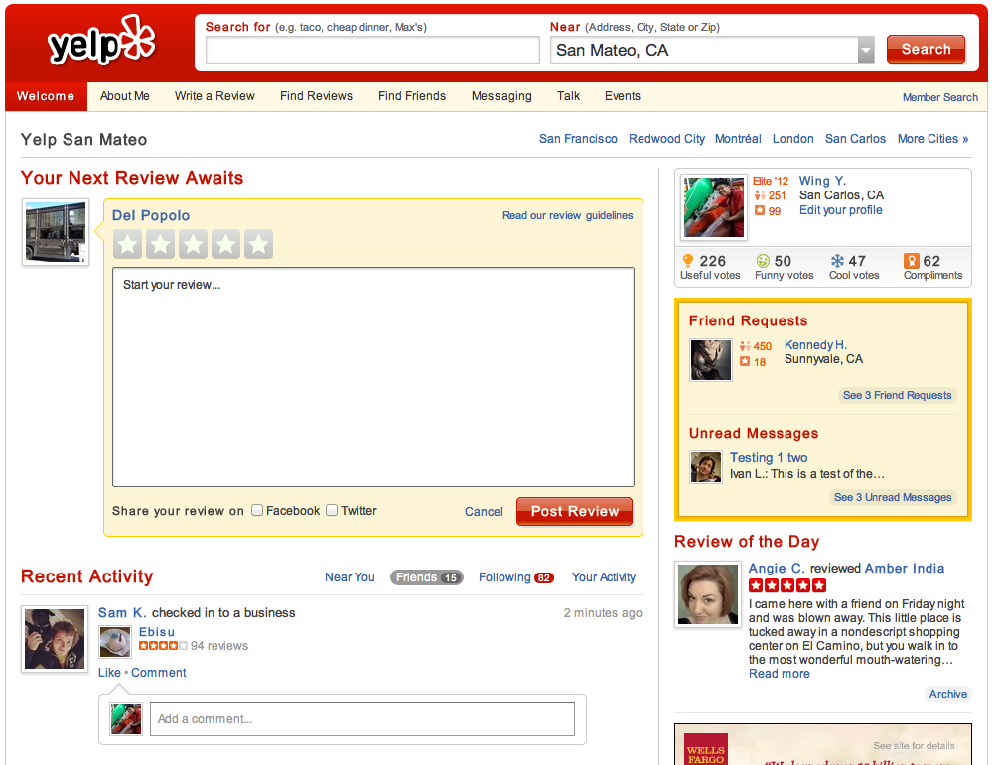 yelp
Search for (e.g. taco, cheap dinner, Max's)
Near (Address, City, State or Zip)
San Mateo, CA
Search
Welcome
About Me
Write a Review
Find Reviews
Find Friends
Messaging
Talk
Events
Member Search
Yelp San Mateo
San Francisco
Redwood City
Montréal
London
San Carlos
More Cities »
Your Next Review Awaits
Del Popolo
Read our review guidelines
Start your review...
Share your review on
Facebook
Twitter
Cancel
Post Review
Recent Activity
Near You
Friends 15
Following 82
Your Activity
Sam K. checked in to a business
2 minutes ago
Ebisu
94 reviews
Like • Comment
Add a comment...
Elite '12
Wing Y.
251
San Carlos, CA
99
Edit your profile
226
Useful votes
50
Funny votes
47
Cool votes
62
Compliments
Friend Requests
450
Kennedy H.
18
Sunnyvale, CA
See 3 Friend Requests
Unread Messages
Testing 1 two
Ivan L.: This is a test of the…
See 3 Unread Messages
Review of the Day
Angie C. reviewed Amber India
I came here with a friend on Friday night
and was blown away. This little place is
tucked away in a nondescript shopping
center on El Camino, but you walk in to
the most wonderful mouth-watering…
Read more
Archive
WELLS
FARGO
See site for details